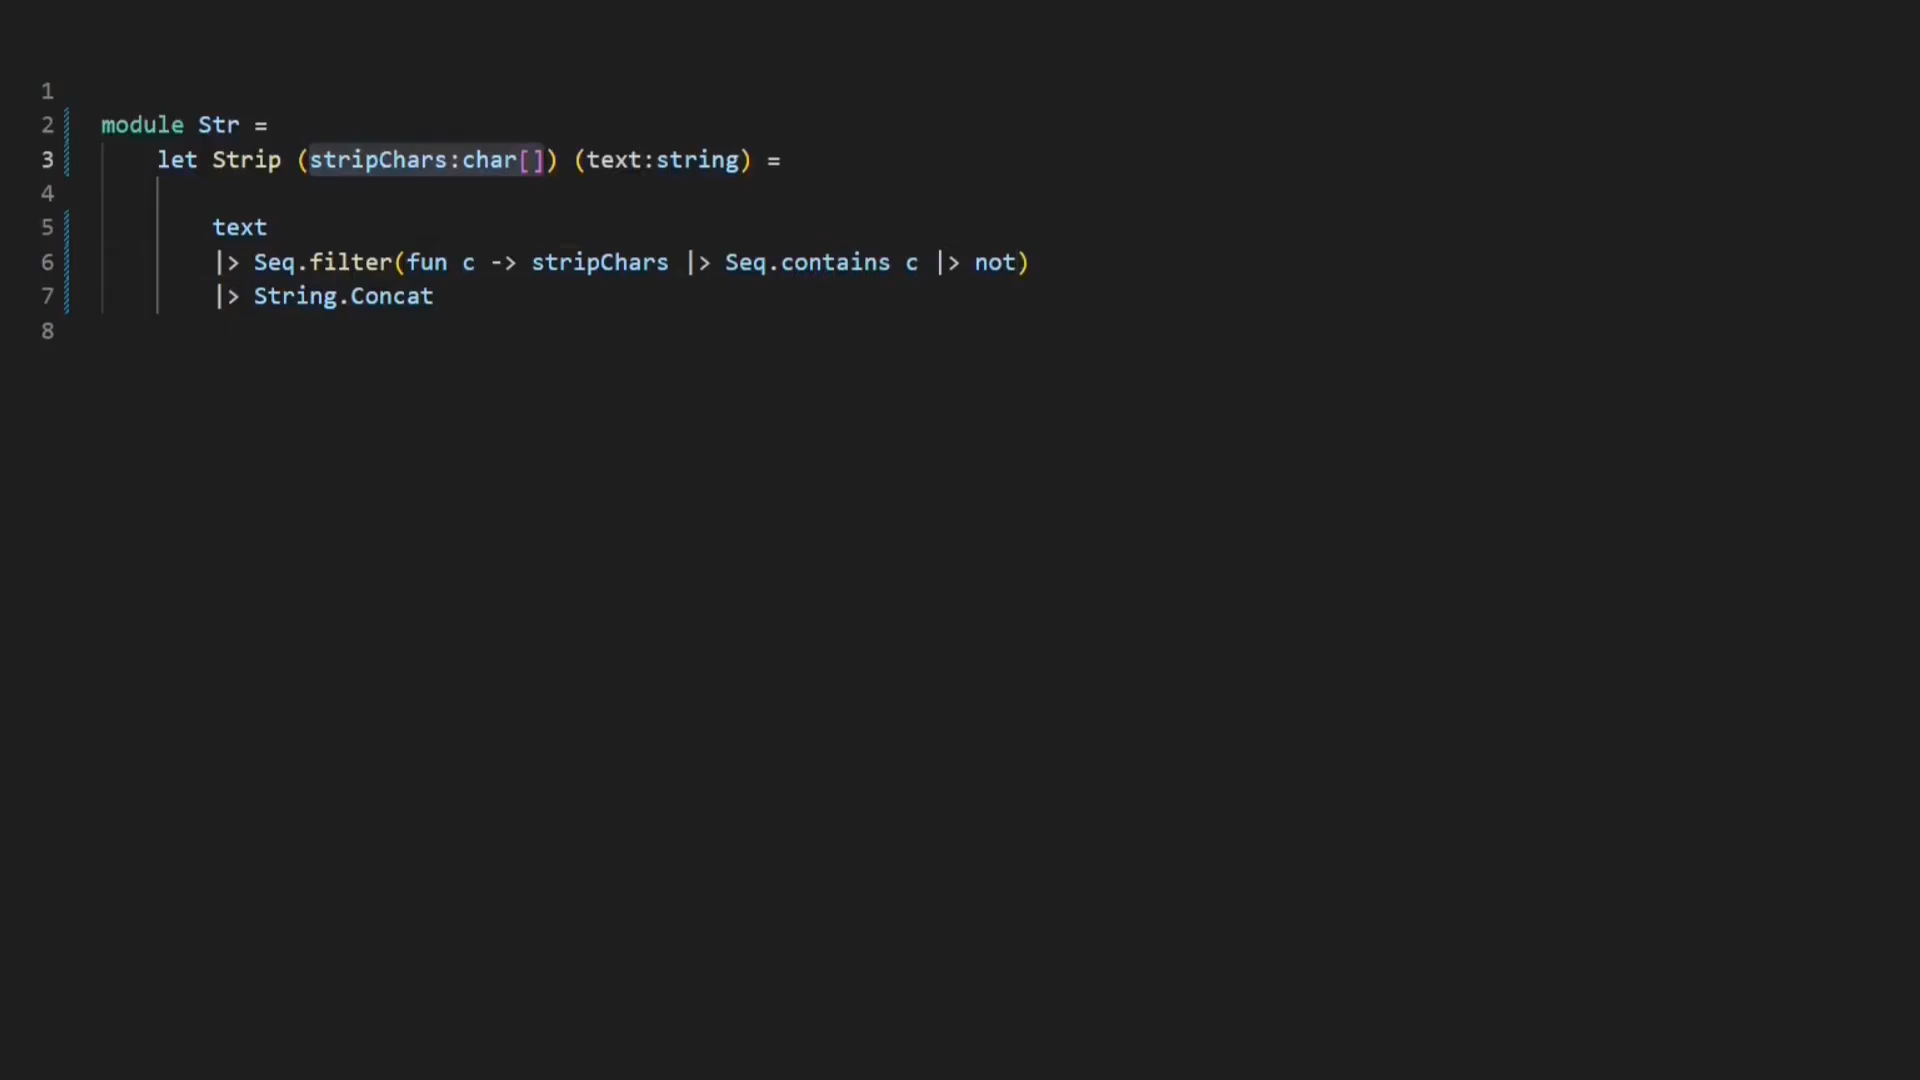 1
2 module Str =
3 let Strip (stripChars:char[]) (text:string) =
4
5 text
6 |> Seq.filter(fun c -> stripChars |> Seq.contains c |> not)
7 |> String.Concat
8